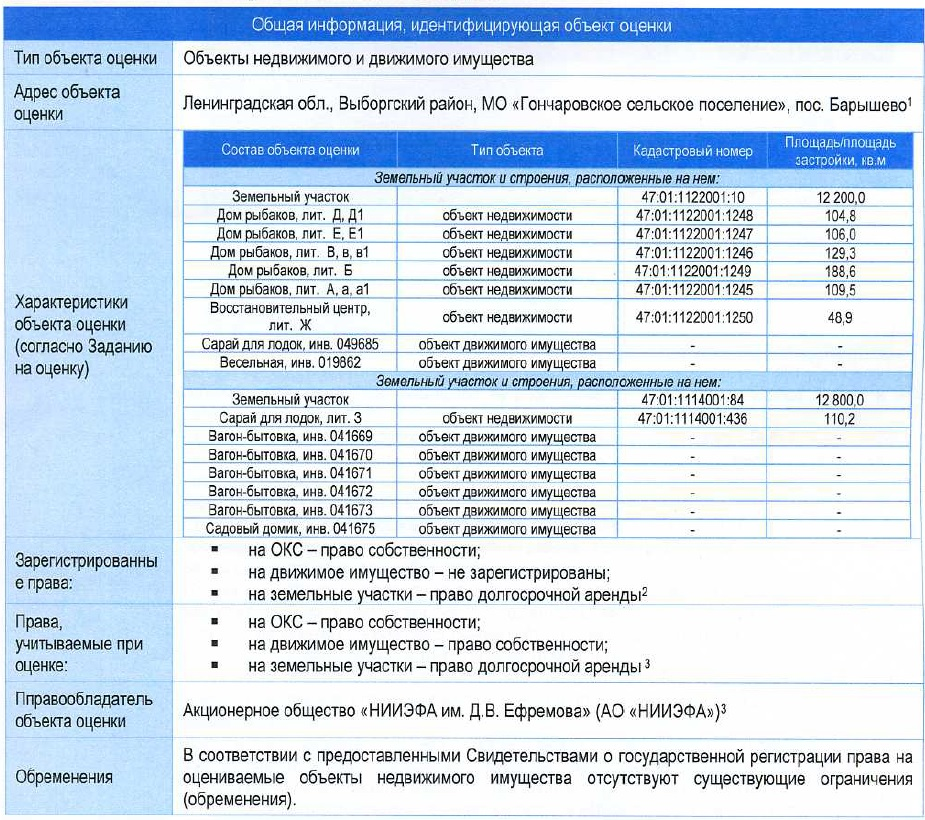 Общая информация, идентифицирующая объект оценки
Тип объекта оценки Объекты недвижимого и движимого имущества
Адрес объекта
оценки
Ленинградская обл., Выборгский район, МО «Гончаровское сельское поселение», пос. Барышево1
Характеристики
объекта оценки
(согласно Заданию
на оценку)
Состав объекта оценки Тип объекта Кадастровый номер Площадь/площадь
застройки, кв.м
Земельный участок и строения, расположенные на нем:
Земельный участок 47:01:1122001:10 12 200,0
Дом рыбаков, лит. Д, Д1 объект недвижимости 47:01:1122001:1248 104,8
Дом рыбаков, лит. Е, Е1 объект недвижимости 47:01:1122001:1247 106,0
Дом рыбаков, лит. В, в, в1 объект недвижимости 47:01:1122001:1246 129,3
Дом рыбаков, лит. Б объект недвижимости 47:01:1122001:1249 188,6
Дом рыбаков, лит. А, а, а1 объект недвижимости 47:01:1122001:1245 109,5
Восстановительный центр,
лит. Ж объект недвижимости 47:01:1122001:1250 48,9
Сарай для лодок, инв. 049685 объект движимого имущества - -
Весельная, инв. 019862 объект движимого имущества - -
Земельный участок и строения, расположенные на нем:
Земельный участок 47:01:1114001:84 12 800,0
Сарай для лодок, лит. З объект недвижимости 47:01:1114001:436 110,2
Вагон-бытовка, инв. 041669 объект движимого имущества - -
Вагон-бытовка, инв. 041670 объект движимого имущества - -
Вагон-бытовка, инв. 041671 объект движимого имущества - -
Вагон-бытовка, инв. 041672 объект движимого имущества - -
Вагон-бытовка, инв. 041673 объект движимого имущества - -
Садовый домик, инв. 041675 объект движимого имущества - -
Зарегистрированны
е права:
▪ на ОКС – право собственности;
▪ на движимое имущество – не зарегистрированы;
▪ на земельные участки – право долгосрочной аренды2
Права,
учитываемые при
оценке:
▪ на ОКС – право собственности;
▪ на движимое имущество – право собственности;
▪ на земельные участки – право долгосрочной аренды 3
Пправообладатель
объекта оценки
Акционерное общество «НИИЭФА им. Д.В. Ефремова» (АО «НИИЭФА»)3
Обременения
В соответствии с предоставленными Свидетельствами о государственной регистрации права на
оцениваемые объекты недвижимого имущества отсутствуют существующие ограничения
(обременения).